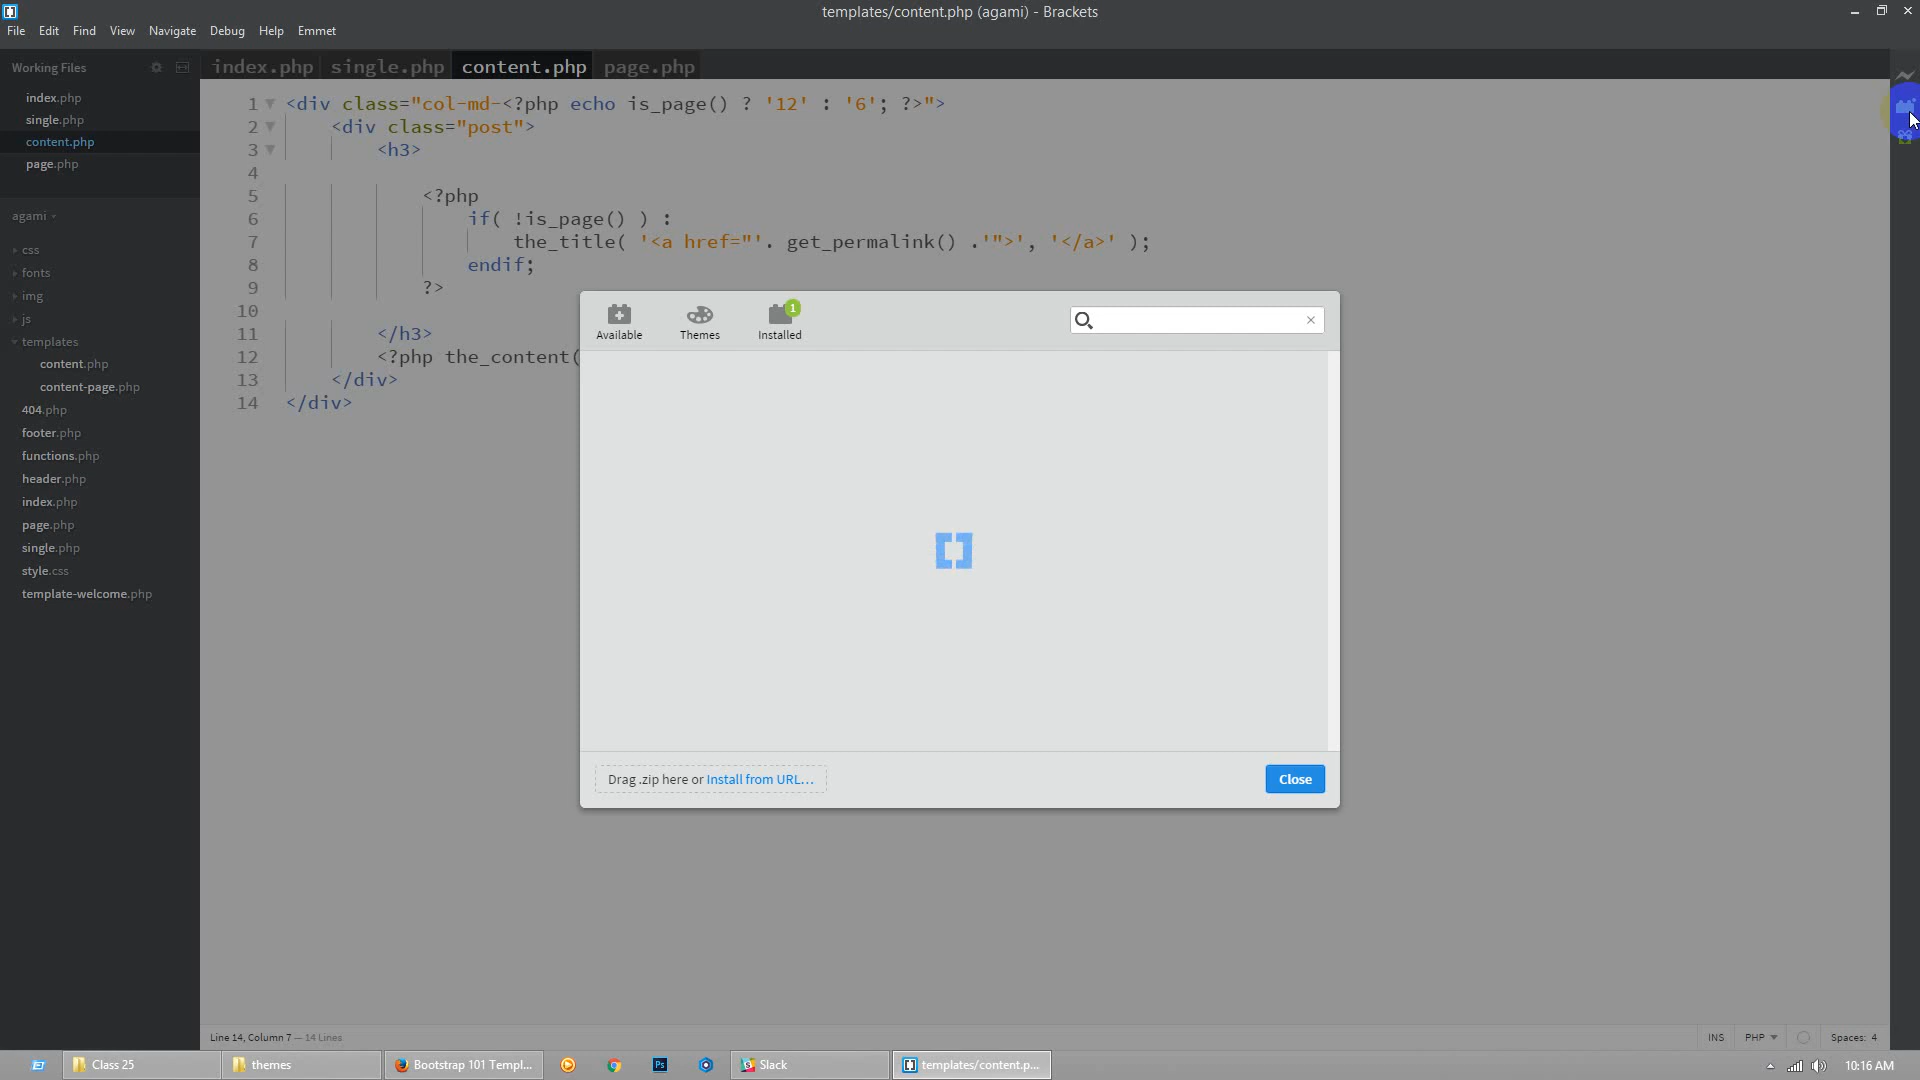 templates/content.php (agami) - Brackets
File Edit Find View Navigate Debug Help Emmet
Working Files
index.php
single.php
content.php
page.php
agami
css
fonts
img
js
templates
content.php
content-page.php
404.php
footer.php
functions.php
header.php
index.php
page.php
single.php
style.css
template-welcome.php
index.php single.php content.php page.php
1 <div class="col-md-<?php echo is_page() ? '12' : '6'; ?>">
2 <div class="post">
3 <h3>
4
5 <?php
6 if( !is_page() ) :
7 the_title( '<a href="'. get_permalink() .'">', '</a>' );
8 endif;
9 ?>
10
11 </h3>
12 <?php the_content(
13 </div>
14 </div>
Available Themes Installed
1
Drag .zip here or Install from URL...
Close
Line 14, Column 7 — 14 Lines
INS PHP Spaces: 4
Class 25 themes Bootstrap 101 Templ... Ps Slack templates/content.p... 10:16 AM